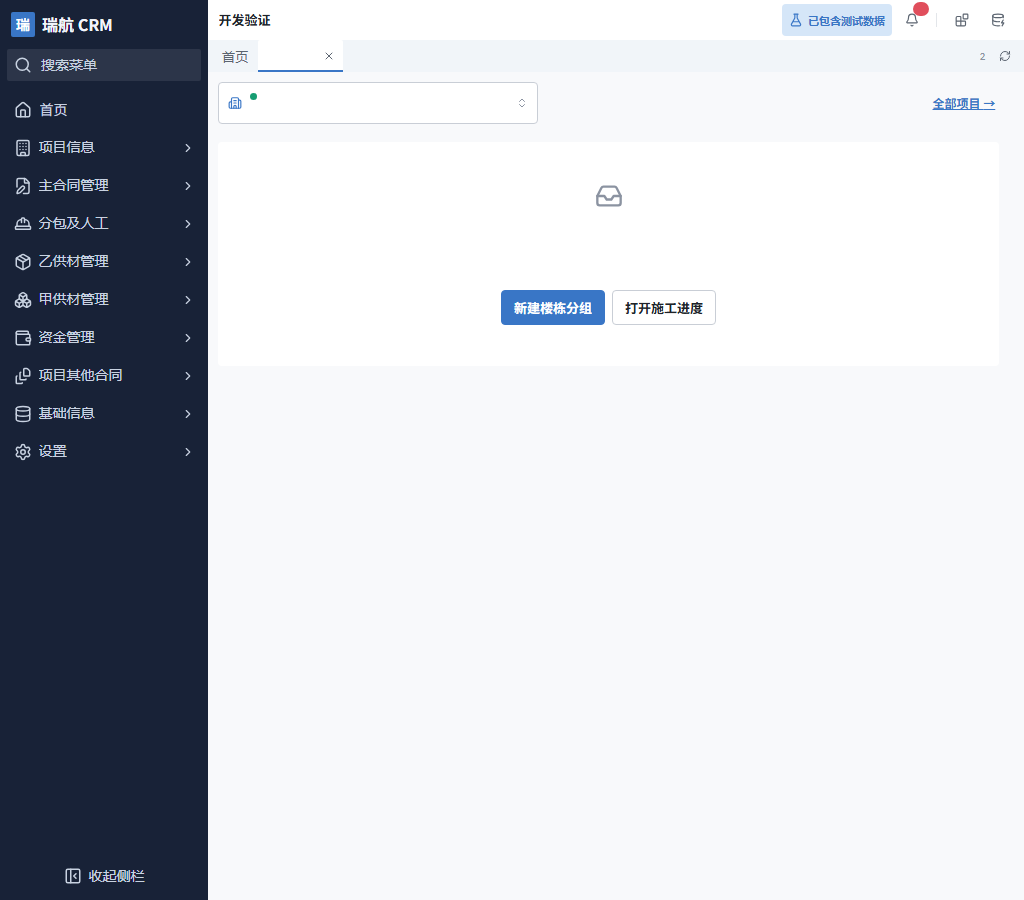 瑞 瑞航 CRM
搜索菜单
首页
项目信息
主合同管理
分包及人工
乙供材管理
甲供材管理
资金管理
项目其他合同
基础信息
设置
收起侧栏
开发验证
已包含测试数据
首页
2
全部项目 →
新建楼栋分组
打开施工进度